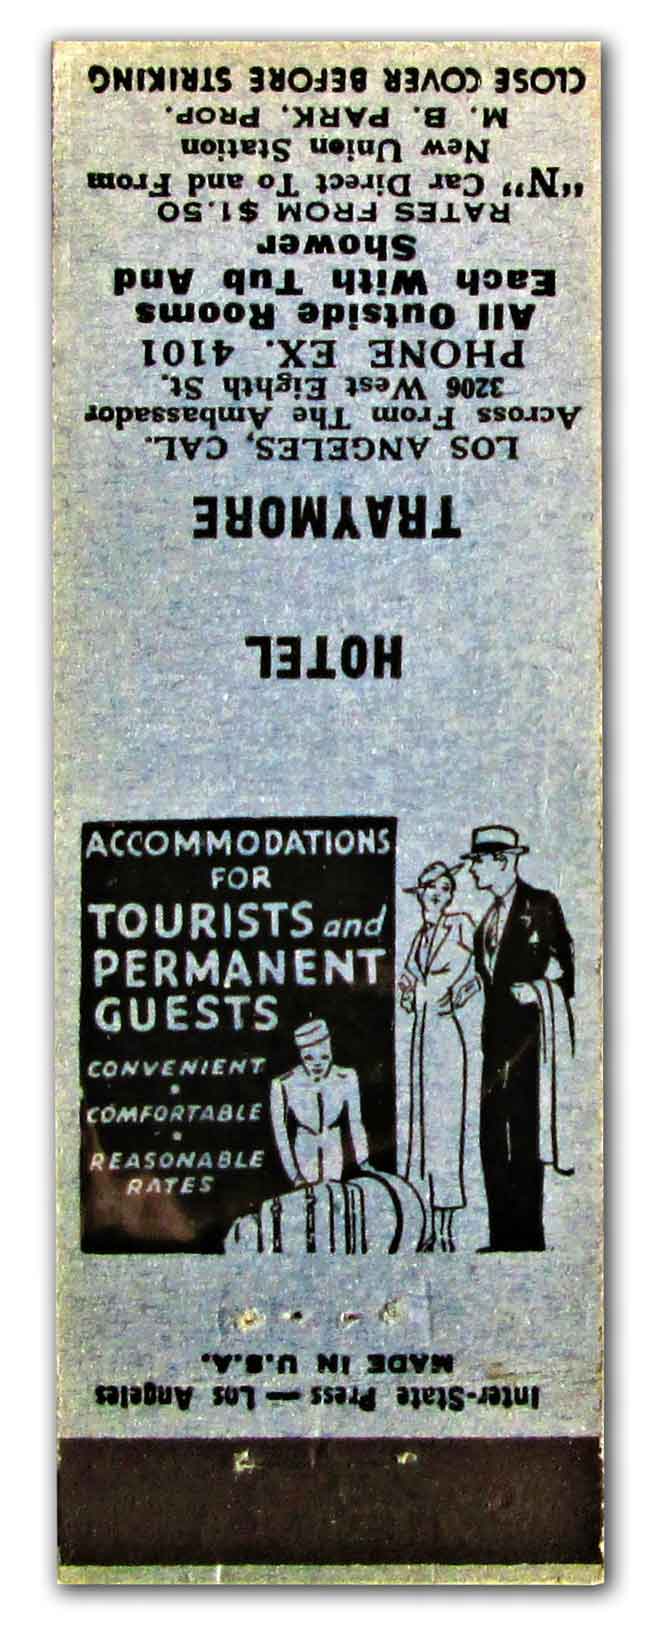 HOTEL
TRAYMORE
LOS ANGELES, CAL.
Across From The Ambassador
3206 West Eighth St.
PHONE EX. 4101
All Outside Rooms
Each With Tub And
Shower
RATES FROM $1.50
"N" Car Direct To and From
New Union Station
M. B. PARK, PROP.
CLOSE COVER BEFORE STRIKING
ACCOMMODATIONS
FOR
TOURISTS and
PERMANENT
GUESTS
CONVENIENT
COMFORTABLE
REASONABLE
RATES
Inter-State Press — Los Angeles
MADE IN U.S.A.